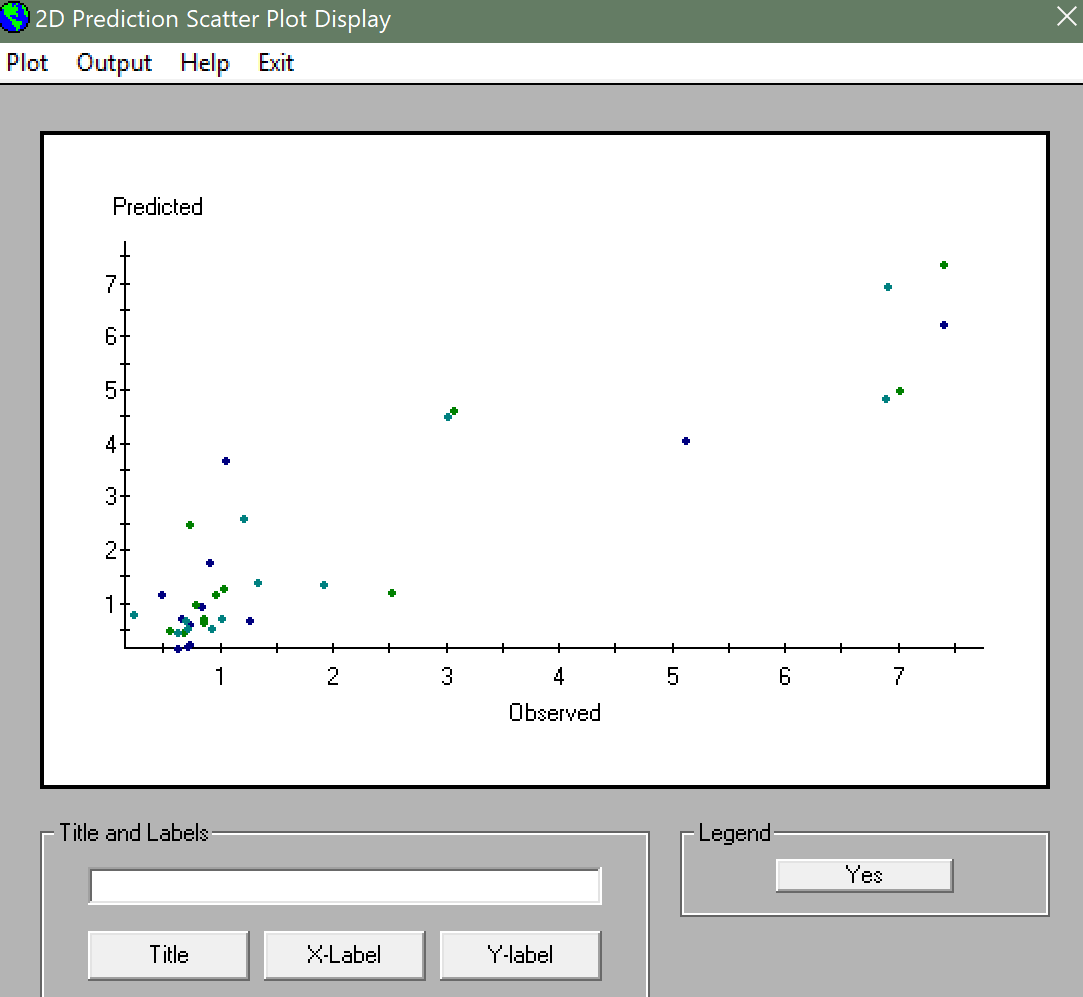 2D Prediction Scatter Plot Display
Plot Output Help Exit
Predicted
7
6
5
4
3
2
1
1 2 3 4 5 6 7
Observed
Title and Labels
Legend
Yes
Title X-Label Y-label